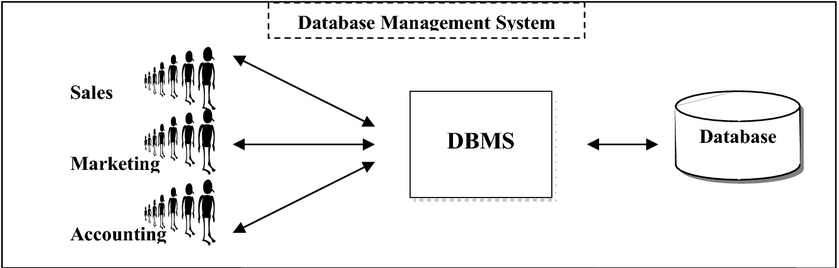 Database Management System
Sales
Marketing
Accounting
DBMS
Database